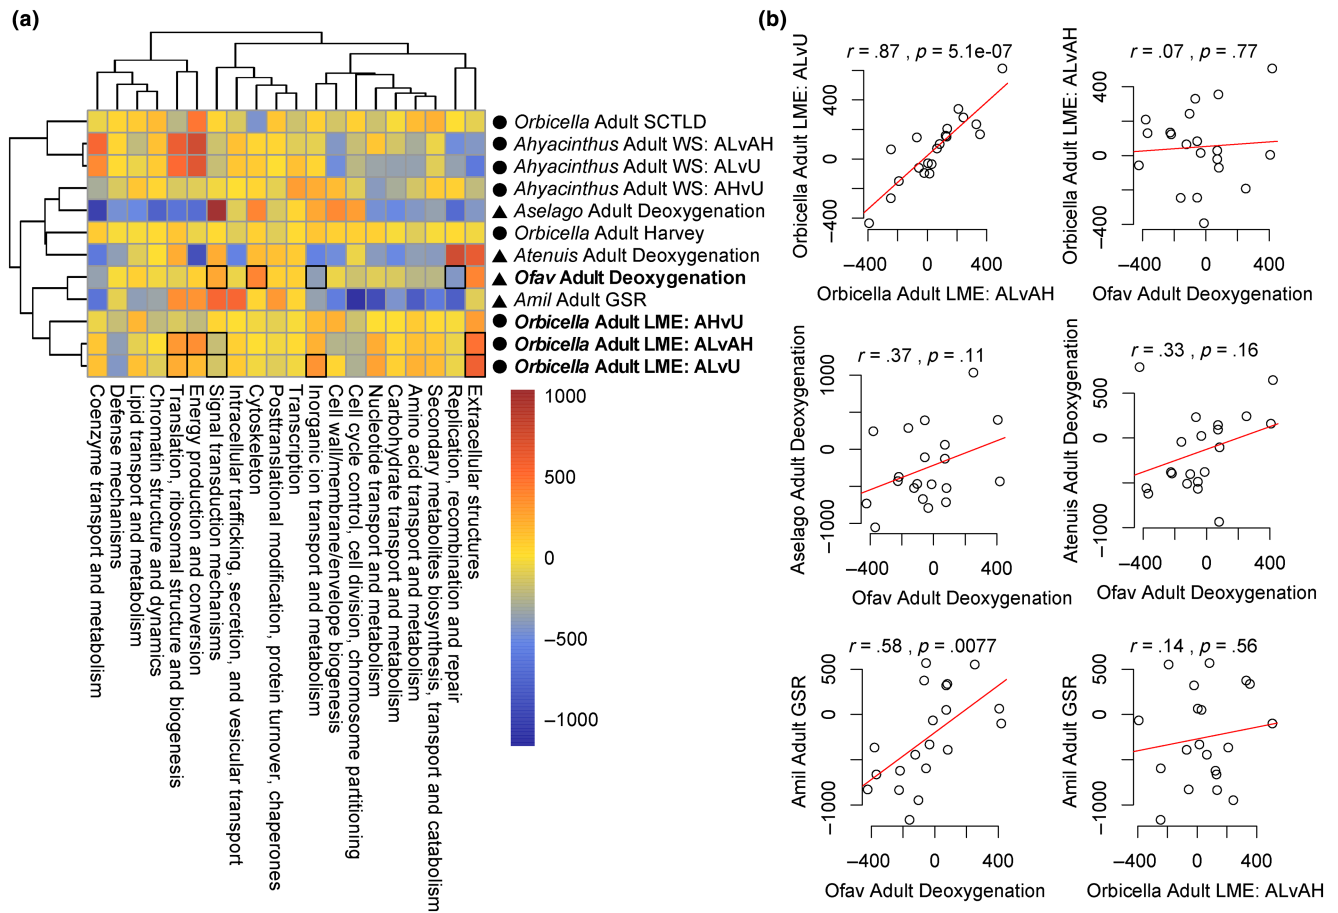 (a)
Orbicella Adult SCTLD
Ahyacinthus Adult WS: ALvAH
Ahyacinthus Adult WS: ALvU
Ahyacinthus Adult WS: AHvU
Aselago Adult Deoxygenation
Orbicella Adult Harvey
Atenuis Adult Deoxygenation
Ofav Adult Deoxygenation
Amil Adult GSR
Orbicella Adult LME: AHvU
Orbicella Adult LME: ALvAH
Orbicella Adult LME: ALvU
Coenzyme transport and metabolism
Defense mechanisms
Lipid transport and metabolism
Chromatin structure and dynamics
Translation, ribosomal structure and biogenesis
Energy production and conversion
Signal transduction mechanisms
Intracellular trafficking, secretion, and vesicular transport
Cytoskeleton
Posttranslational modification, protein turnover, chaperones
Transcription
Inorganic ion transport and metabolism
Cell wall/membrane/envelope biogenesis
Cell cycle control, cell division, chromosome partitioning
Nucleotide transport and metabolism
Carbohydrate transport and metabolism
Amino acid transport and metabolism
Secondary metabolites biosynthesis, transport and catabolism
Replication, recombination and repair
Extracellular structures
1000
500
0
−500
−1000
(b)
r = .87 , p = 5.1e-07
Orbicella Adult LME: ALvU
400
0
−400
−400
0
400
Orbicella Adult LME: ALvAH
r = .07 , p = .77
Orbicella Adult LME: ALvAH
400
0
−400
−400
0
400
Ofav Adult Deoxygenation
r = .37 , p = .11
Aselago Adult Deoxygenation
1000
0
−1000
−400
0
400
Ofav Adult Deoxygenation
r = .33 , p = .16
Atenuis Adult Deoxygenation
500
0
−1000
−400
0
400
Ofav Adult Deoxygenation
r = .58 , p = .0077
Amil Adult GSR
500
0
−1000
−400
0
400
Ofav Adult Deoxygenation
r = .14 , p = .56
Amil Adult GSR
500
0
−1000
−400
0
400
Orbicella Adult LME: ALvAH